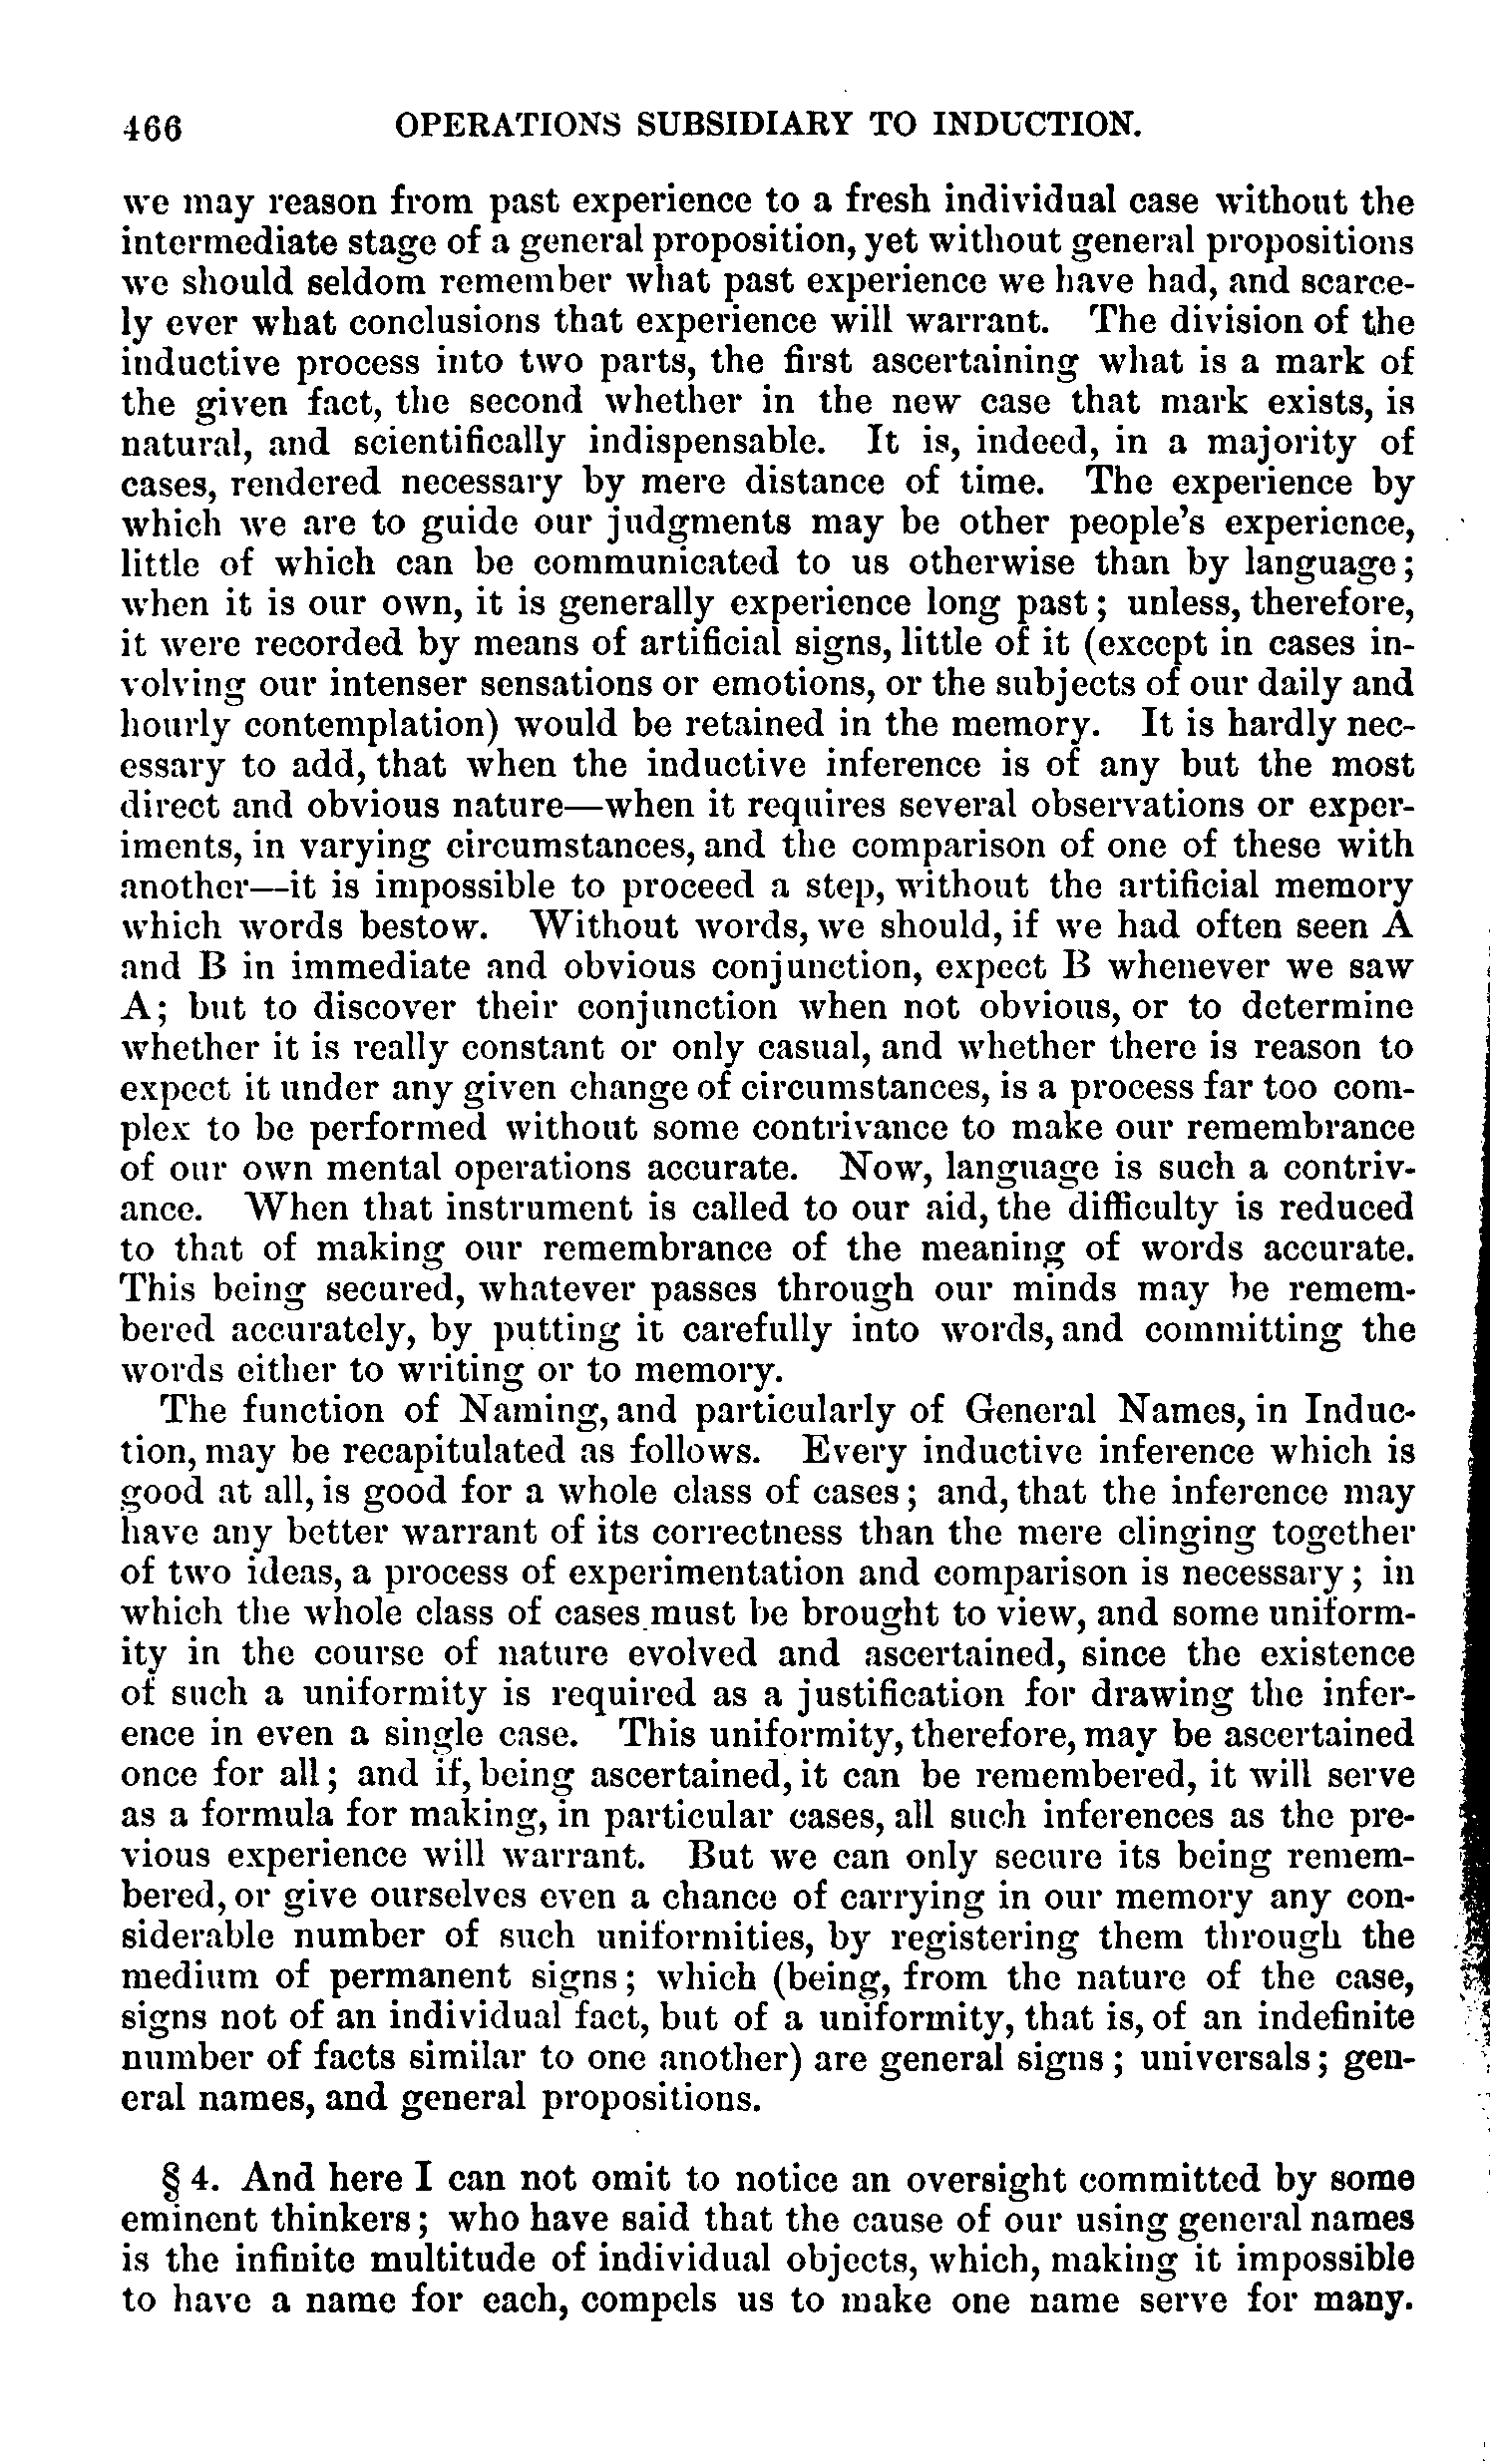 466 OPERATIONS SUBSIDIARY TO INDUCTION.
we may reason from past experience to a fresh individual case without the
intermediate stage of a general proposition, yet without general propositions
we should seldom remember what past experience we have had, and scarce-
ly ever what conclusions that experience will warrant. The division of the
inductive process into two parts, the first ascertaining what is a mark of
the given fact, the second whether in the new case that mark exists, is
natural, and scientifically indispensable. It is, indeed, in a majority of
cases, rendered necessary by mere distance of time. The experience by
which we are to guide our judgments may be other people's experience,
little of which can be communicated to us otherwise than by language;
when it is our own, it is generally experience long past; unless, therefore,
it were recorded by means of artificial signs, little of it (except in cases in-
volving our intenser sensations or emotions, or the subjects of our daily and
hourly contemplation) would be retained in the memory. It is hardly nec-
essary to add, that when the inductive inference is of any but the most
direct and obvious nature—when it requires several observations or exper-
iments, in varying circumstances, and the comparison of one of these with
another—it is impossible to proceed a step, without the artificial memory
which words bestow. Without words, we should, if we had often seen A
and B in immediate and obvious conjunction, expect B whenever we saw
A; but to discover their conjunction when not obvious, or to determine
whether it is really constant or only casual, and whether there is reason to
expect it under any given change of circumstances, is a process far too com-
plex to be performed without some contrivance to make our remembrance
of our own mental operations accurate. Now, language is such a contriv-
ance. When that instrument is called to our aid, the difficulty is reduced
to that of making our remembrance of the meaning of words accurate.
This being secured, whatever passes through our minds may be remem-
bered accurately, by putting it carefully into words, and committing the
words either to writing or to memory.
The function of Naming, and particularly of General Names, in Induc-
tion, may be recapitulated as follows. Every inductive inference which is
good at all, is good for a whole class of cases; and, that the inference may
have any better warrant of its correctness than the mere clinging together
of two ideas, a process of experimentation and comparison is necessary; in
which the whole class of cases must be brought to view, and some uniform-
ity in the course of nature evolved and ascertained, since the existence
of such a uniformity is required as a justification for drawing the infer-
ence in even a single case. This uniformity, therefore, may be ascertained
once for all; and if, being ascertained, it can be remembered, it will serve
as a formula for making, in particular cases, all such inferences as the pre-
vious experience will warrant. But we can only secure its being remem-
bered, or give ourselves even a chance of carrying in our memory any con-
siderable number of such uniformities, by registering them through the
medium of permanent signs; which (being, from the nature of the case,
signs not of an individual fact, but of a uniformity, that is, of an indefinite
number of facts similar to one another) are general signs; universals; gen-
eral names, and general propositions.
§ 4. And here I can not omit to notice an oversight committed by some
eminent thinkers; who have said that the cause of our using general names
is the infinite multitude of individual objects, which, making it impossible
to have a name for each, compels us to make one name serve for many.